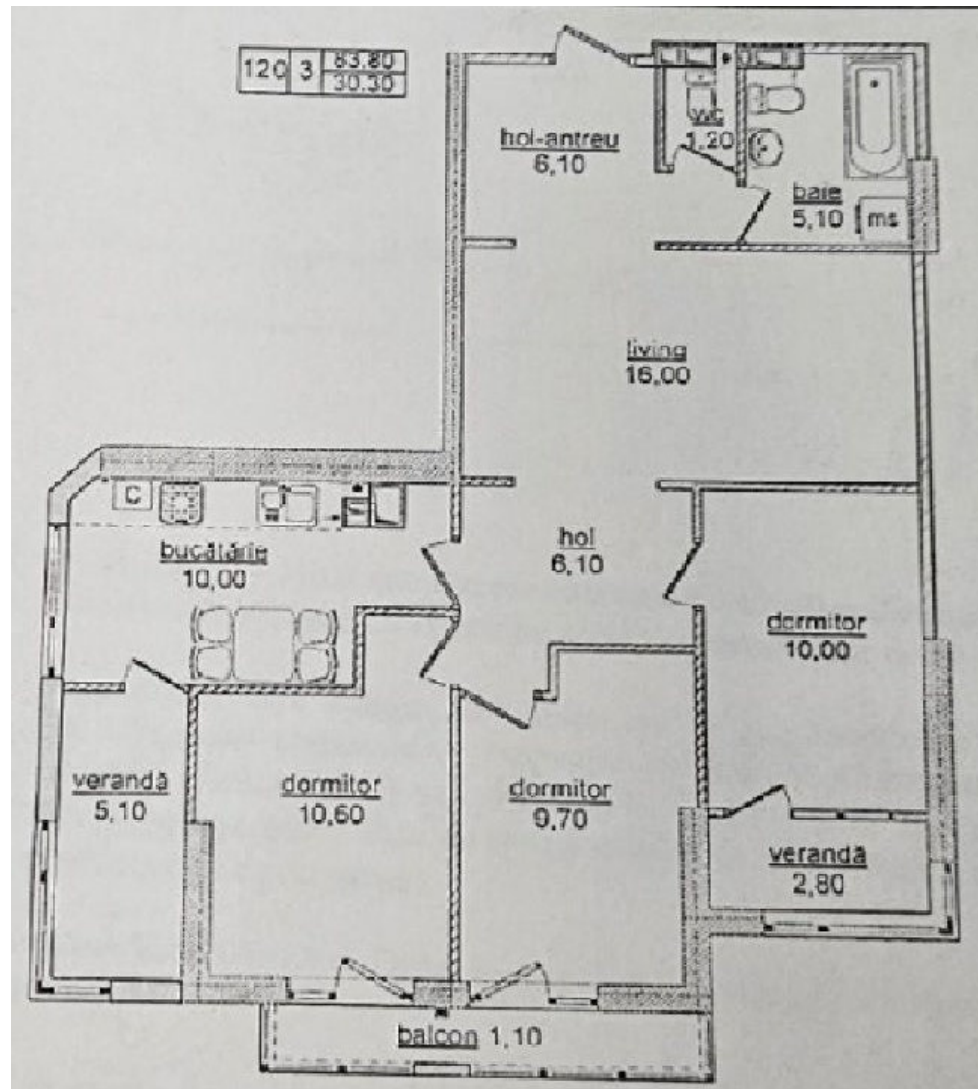 120 3 83.80
30.30
hol-antreu
6,10
wc
1,20
baie
5,10
ms
living
16,00
C
bucătărie
10,00
hol
6,10
dormitor
10,00
verandă
5,10
dormitor
10,60
dormitor
9,70
verandă
2,80
balcon 1,10